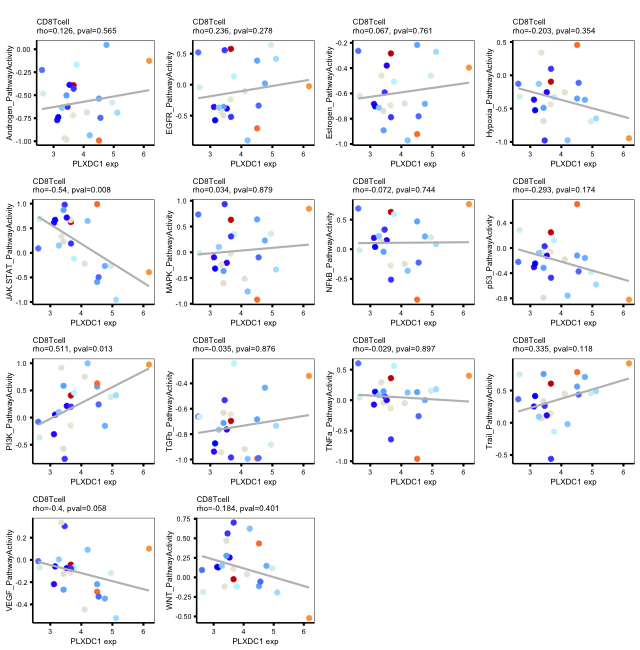 CD8Tcell
rho=0.126, pval=0.565
Androgen_PathwayActivity
0.00
-0.25
-0.50
-0.75
-1.00
3
4
5
6
PLXDC1 exp
CD8Tcell
rho=0.236, pval=0.278
EGFR_PathwayActivity
0.5
0.0
-0.5
3
4
5
6
PLXDC1 exp
CD8Tcell
rho=0.067, pval=0.761
Estrogen_PathwayActivity
-0.2
-0.4
-0.6
-0.8
-1.0
3
4
5
6
PLXDC1 exp
CD8Tcell
rho=-0.203, pval=0.354
Hypoxia_PathwayActivity
0.5
0.0
-0.5
-1.0
3
4
5
6
PLXDC1 exp
CD8Tcell
rho=-0.54, pval=0.008
JAK-STAT_PathwayActivity
1.0
0.5
0.0
-0.5
-1.0
3
4
5
6
PLXDC1 exp
CD8Tcell
rho=0.034, pval=0.879
MAPK_PathwayActivity
1.0
0.5
0.0
-0.5
-1.0
3
4
5
6
PLXDC1 exp
CD8Tcell
rho=-0.072, pval=0.744
NFkB_PathwayActivity
0.5
0.0
-0.5
3
4
5
6
PLXDC1 exp
CD8Tcell
rho=-0.293, pval=0.174
p53_PathwayActivity
0.4
0.0
-0.4
-0.8
3
4
5
6
PLXDC1 exp
CD8Tcell
rho=0.511, pval=0.013
PI3K_PathwayActivity
1.0
0.5
0.0
-0.5
3
4
5
6
PLXDC1 exp
CD8Tcell
rho=-0.035, pval=0.876
TGFb_PathwayActivity
-0.4
-0.6
-0.8
-1.0
3
4
5
6
PLXDC1 exp
CD8Tcell
rho=-0.029, pval=0.897
TNFa_PathwayActivity
0.5
0.0
-0.5
-1.0
3
4
5
6
PLXDC1 exp
CD8Tcell
rho=0.335, pval=0.118
Trail_PathwayActivity
0.5
0.0
-0.5
3
4
5
6
PLXDC1 exp
CD8Tcell
rho=-0.4, pval=0.058
VEGF_PathwayActivity
0.2
0.0
-0.2
-0.4
3
4
5
6
PLXDC1 exp
CD8Tcell
rho=-0.184, pval=0.401
WNT_PathwayActivity
0.75
0.50
0.25
0.00
-0.25
-0.50
3
4
5
6
PLXDC1 exp